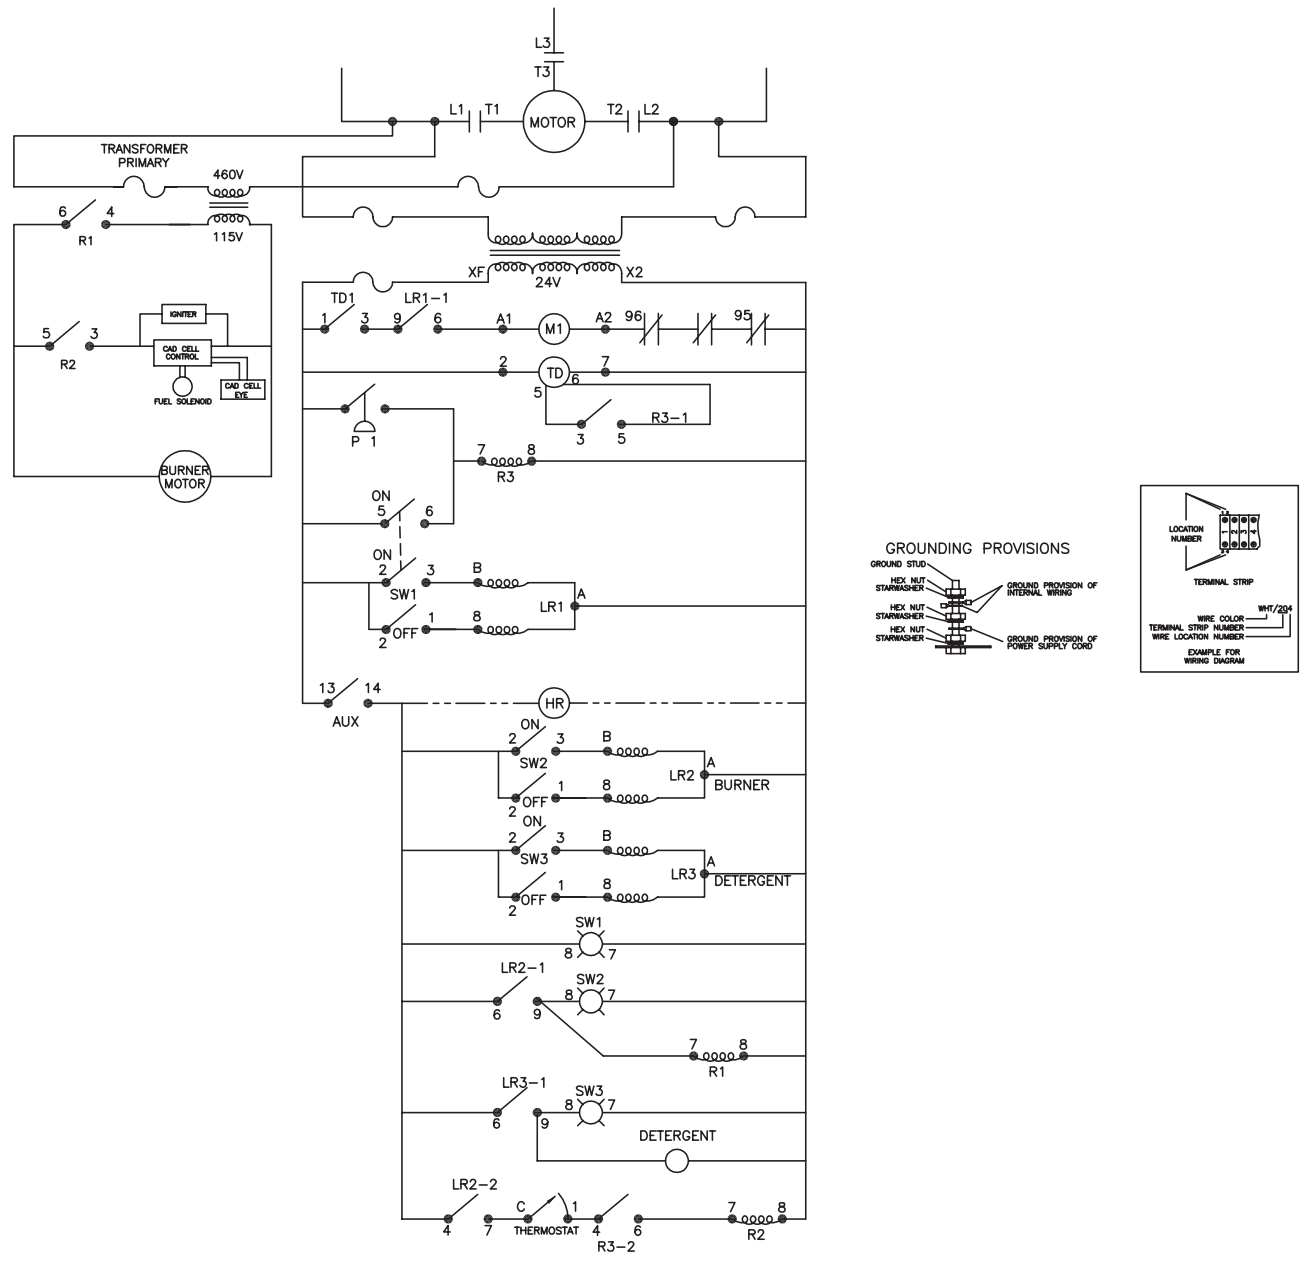 L3
T3
L1 T1
MOTOR
T2 L2
TRANSFORMER
PRIMARY
460V
6 4
R1
115V
XF
24V
X2
TD1
LR1-1
1 3 9 6
A1
M1
A2
96
95
IGNITER
5 3
R2
CAD CELL
CONTROL
CAD CELL
EYE
FUEL SOLENOID
2
TD
7
6
5
R3-1
3 5
P 1
7 8
R3
BURNER
MOTOR
ON
5 6
ON
2 3 B
SW1
LR1
A
1 8
OFF
2
13 14
AUX
HR
ON
2 3 B
SW2
LR2
A
BURNER
1 8
OFF
2
ON
2 3 B
SW3
LR3
A
DETERGENT
1 8
OFF
2
SW1
8 7
LR2-1
SW2
8 7
6 9
7 8
R1
LR3-1
SW3
8 7
6 9
DETERGENT
LR2-2
C 1
7 8
4 7
THERMOSTAT
4 6
R3-2
R2
GROUNDING PROVISIONS
GROUND STUD
HEX NUT
STARWASHER
GROUND PROVISION OF
INTERNAL WIRING
HEX NUT
STARWASHER
HEX NUT
STARWASHER
GROUND PROVISION OF
POWER SUPPLY CORD
LOCATION
NUMBER
1 2 3 4
TERMINAL STRIP
WHT/204
WIRE COLOR
TERMINAL STRIP NUMBER
WIRE LOCATION NUMBER
EXAMPLE FOR
WIRING DIAGRAM